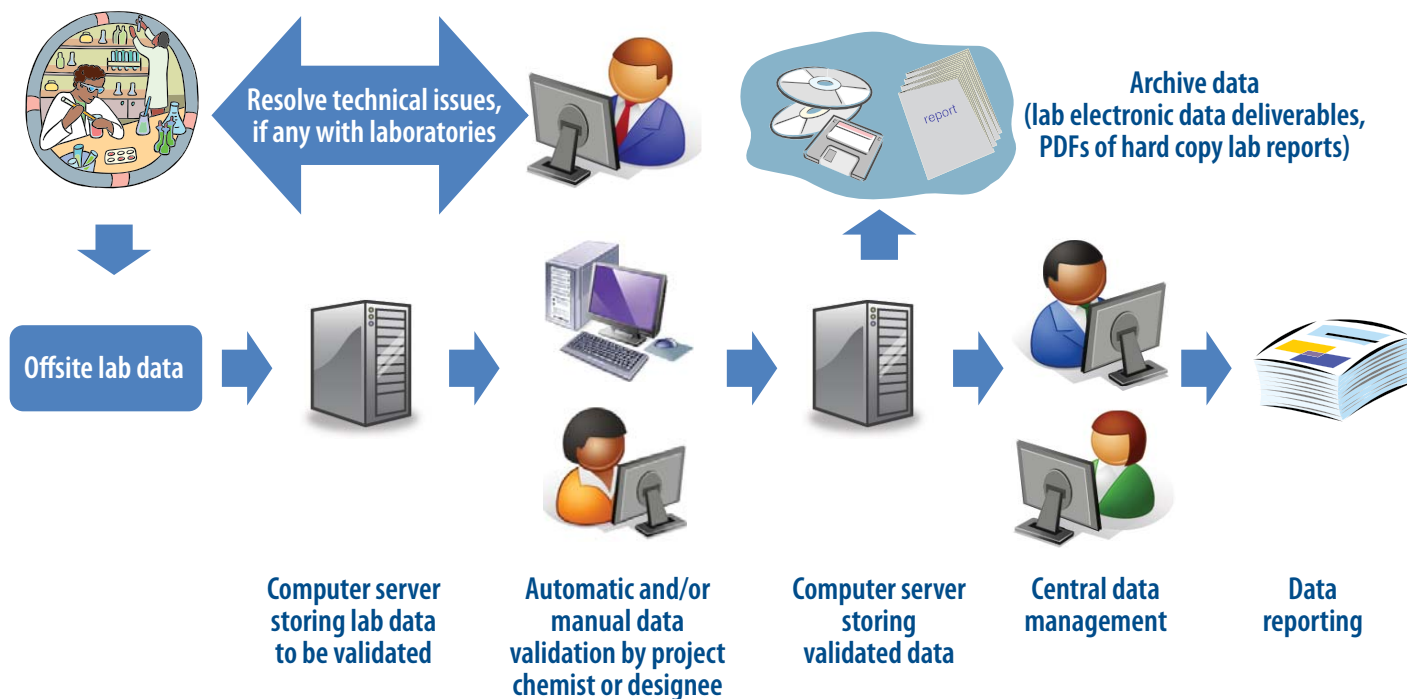 Resolve technical issues,
if any with laboratories
report
Archive data
(lab electronic data deliverables,
PDFs of hard copy lab reports)
Offsite lab data
Computer server
storing lab data
to be validated
Automatic and/or
manual data
validation by project
chemist or designee
Computer server
storing
validated data
Central data
management
Data
reporting